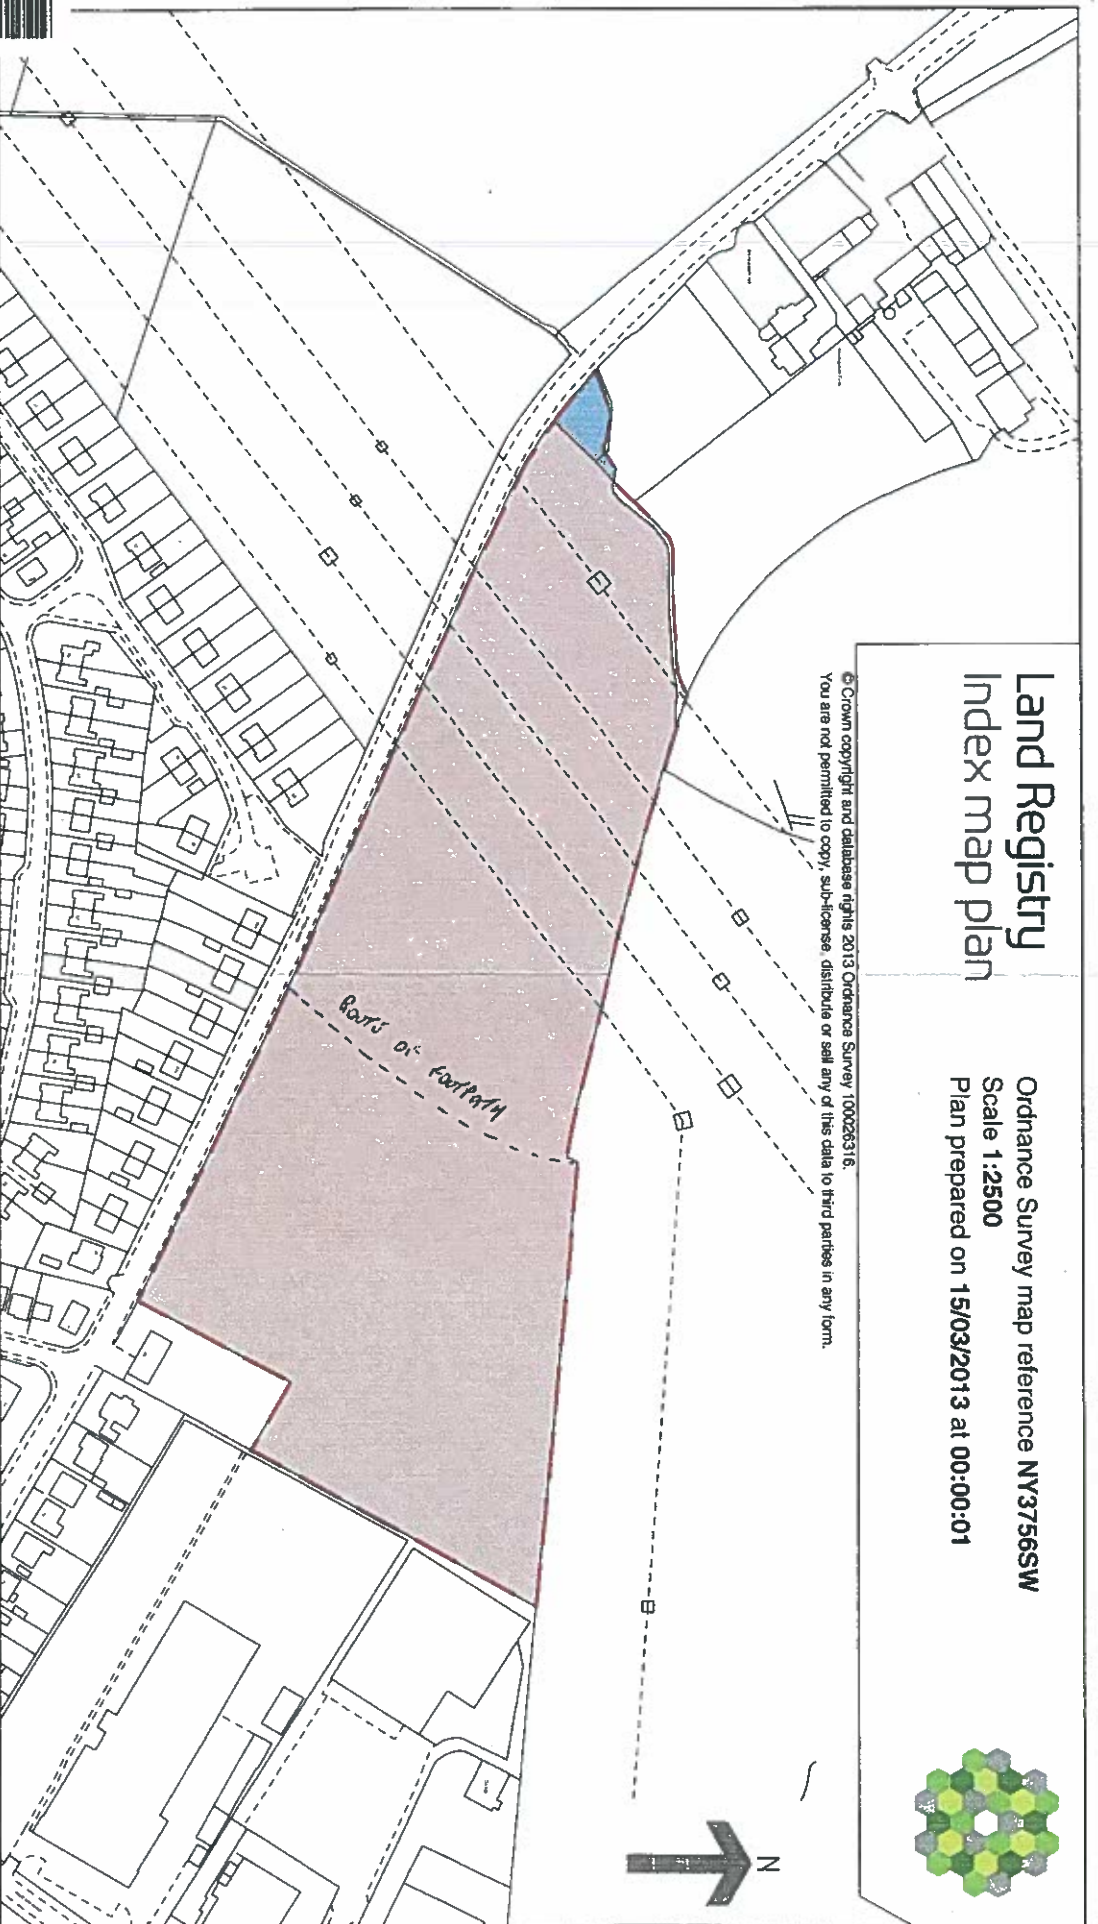 Land Registry
Index map plan
Ordnance Survey map reference NY3756SW
Scale 1:2500
Plan prepared on 15/03/2013 at 00:00:01
© Crown copyright and database rights 2013 Ordnance Survey 100026316.
You are not permitted to copy, sub-license, distribute or sell any of this data to third parties in any form.
ROUTE OF FOOTPATH
N